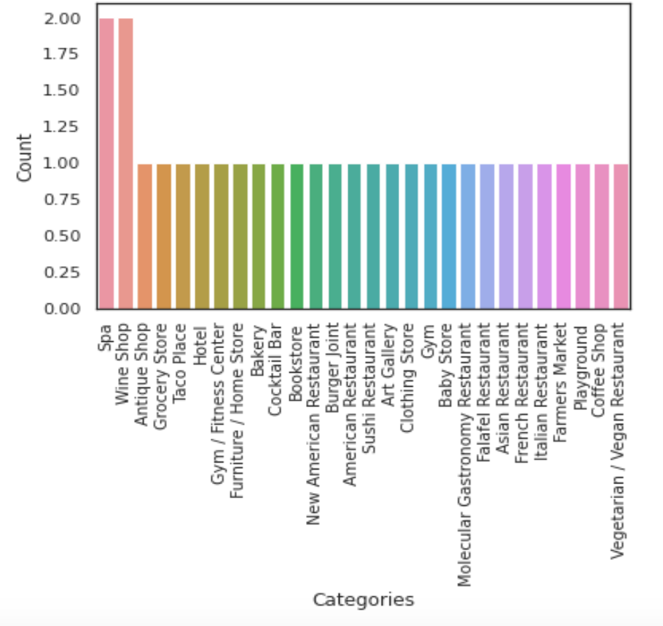 2.00
1.75
1.50
1.25
1.00
0.75
0.50
0.25
0.00
Count
Spa
Wine Shop
Antique Shop
Grocery Store
Taco Place
Hotel
Gym / Fitness Center
Furniture / Home Store
Bakery
Cocktail Bar
Bookstore
New American Restaurant
Burger Joint
American Restaurant
Sushi Restaurant
Art Gallery
Clothing Store
Gym
Baby Store
Molecular Gastronomy Restaurant
Falafel Restaurant
Asian Restaurant
French Restaurant
Italian Restaurant
Farmers Market
Playground
Coffee Shop
Vegetarian / Vegan Restaurant
Categories